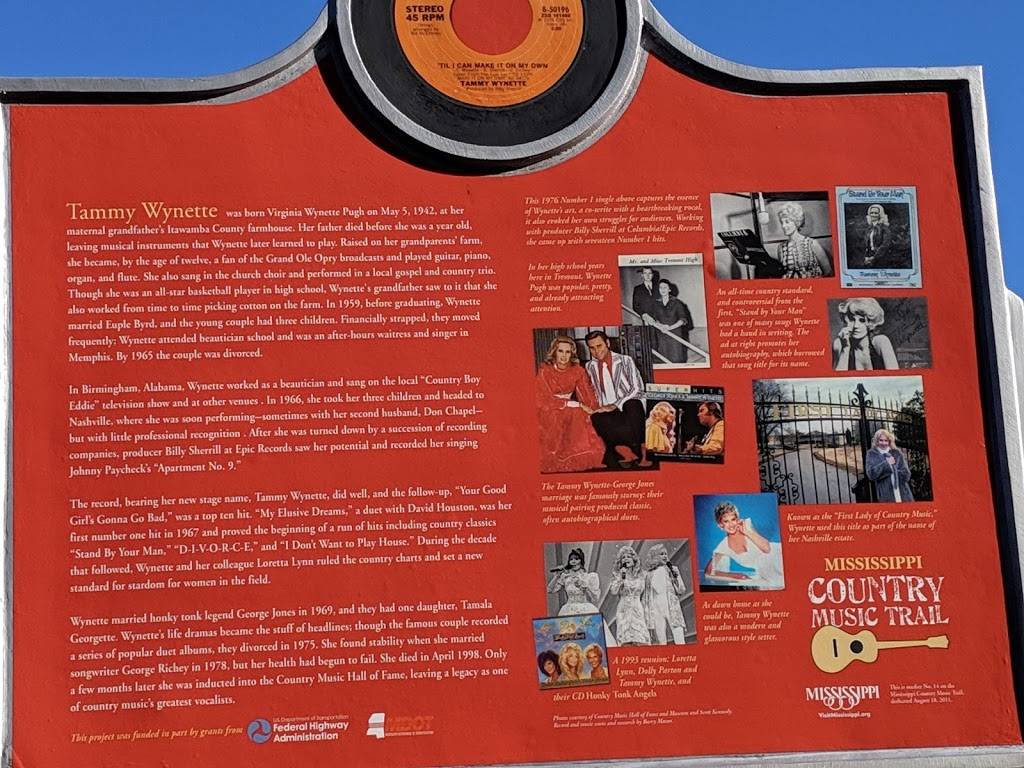 STEREO
45 RPM
8-50196
'TIL I CAN MAKE IT ON MY OWN
TAMMY WYNETTE
Tammy Wynette was born Virginia Wynette Pugh on May 5, 1942, at her
maternal grandfather's Itawamba County farmhouse. Her father died before she was a year old,
leaving musical instruments that Wynette later learned to play. Raised on her grandparents' farm,
she became, by the age of twelve, a fan of the Grand Ole Opry broadcasts and played guitar, piano,
organ, and flute. She also sang in the church choir and performed in a local gospel and country trio.
Though she was an all-star basketball player in high school, Wynette's grandfather saw to it that she
also worked from time to time picking cotton on the farm. In 1959, before graduating, Wynette
married Euple Byrd, and the young couple had three children. Financially strapped, they moved
frequently; Wynette attended beautician school and was an after-hours waitress and singer in
Memphis. By 1965 the couple was divorced.
In Birmingham, Alabama, Wynette worked as a beautician and sang on the local "Country Boy
Eddie" television show and at other venues . In 1966, she took her three children and headed to
Nashville, where she was soon performing—sometimes with her second husband, Don Chapel—
but with little professional recognition . After she was turned down by a succession of recording
companies, producer Billy Sherrill at Epic Records saw her potential and recorded her singing
Johnny Paycheck's "Apartment No. 9."
The record, bearing her new stage name, Tammy Wynette, did well, and the follow-up, "Your Good
Girl's Gonna Go Bad," was a top ten hit. "My Elusive Dreams," a duet with David Houston, was her
first number one hit in 1967 and proved the beginning of a run of hits including country classics
"Stand By Your Man," "D-I-V-O-R-C-E," and "I Don't Want to Play House." During the decade
that followed, Wynette and her colleague Loretta Lynn ruled the country charts and set a new
standard for stardom for women in the field.
Wynette married honky tonk legend George Jones in 1969, and they had one daughter, Tamala
Georgette. Wynette's life dramas became the stuff of headlines; though the famous couple recorded
a series of popular duet albums, they divorced in 1975. She found stability when she married
songwriter George Richey in 1978, but her health had begun to fail. She died in April 1998. Only
a few months later she was inducted into the Country Music Hall of Fame, leaving a legacy as one
of country music's greatest vocalists.
This project was funded in part by grants from
U.S. Department of Transportation
Federal Highway
Administration
MDOT
This 1976 Number 1 single above captures the essence
of Wynette's art, a co-write with a heartbreaking vocal,
it also evoked her own struggles for audiences. Working
with producer Billy Sherrill at Columbia/Epic Records,
she came up with seventeen Number 1 hits.
In her high school years
here in Tremont, Wynette
Pugh was popular, pretty,
and already attracting
attention.
Mr. and Miss Tremont High
Stand By Your Man
Tammy Wynette
An all-time country standard,
and controversial from the
first, "Stand by Your Man"
was one of many songs Wynette
had a hand in writing. The
ad at right promotes her
autobiography, which borrowed
that song title for its name.
SUPER HITS
The Tammy Wynette-George Jones
marriage was famously stormy; their
musical pairing produced classic,
often autobiographical duets.
Known as the "First Lady of Country Music,"
Wynette used this title as part of the name of
her Nashville estate.
As down home as she
could be, Tammy Wynette
was also a modern and
glamorous style setter.
A 1993 reunion: Loretta
Lynn, Dolly Parton and
Tammy Wynette, and
their CD Honky Tonk Angels
Photos courtesy of Country Music Hall of Fame and Museum and Scott Kennedy.
Record and music scans and research by Barry Mazor.
MISSISSIPPI
COUNTRY
MUSIC TRAIL
MISSISSIPPI
VisitMississippi.org
This is marker No. 14 on the
Mississippi Country Music Trail,
dedicated August 18, 2011.